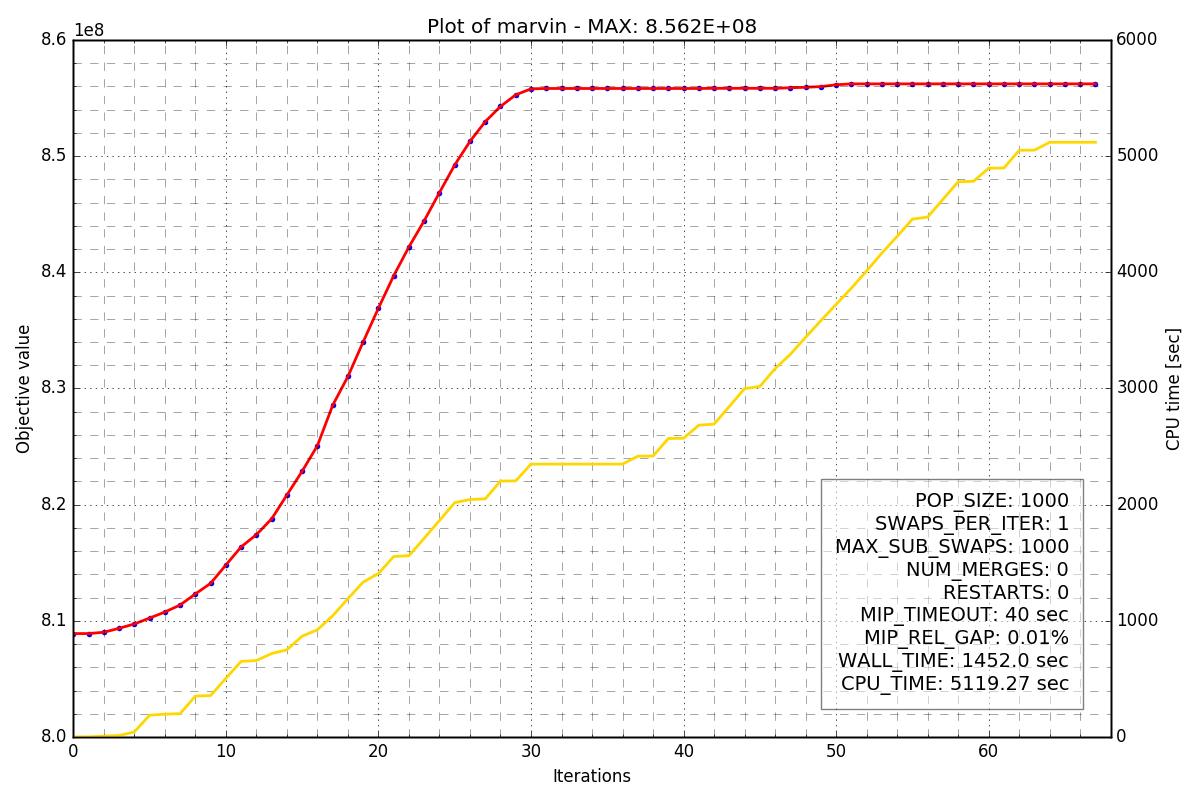 Plot of marvin - MAX: 8.562E+08
1e8
8.6
8.5
8.4
8.3
8.2
8.1
8.0
Objective value
6000
5000
4000
3000
2000
1000
0
CPU time [sec]
POP_SIZE: 1000
SWAPS_PER_ITER: 1
MAX_SUB_SWAPS: 1000
NUM_MERGES: 0
RESTARTS: 0
MIP_TIMEOUT: 40 sec
MIP_REL_GAP: 0.01%
WALL_TIME: 1452.0 sec
CPU_TIME: 5119.27 sec
0 10 20 30 40 50 60
Iterations